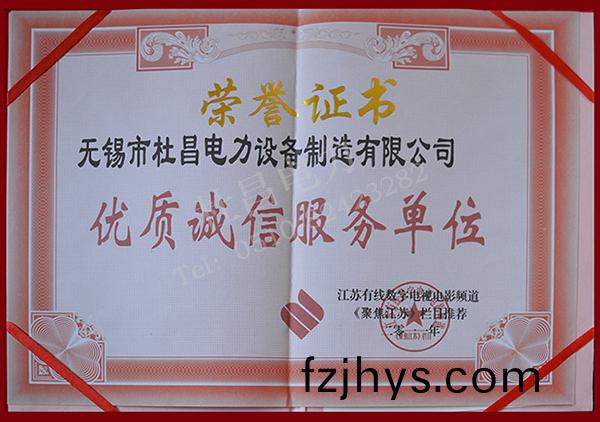 荣誉证书
无锡市杜昌电力设备制造有限公司
优质诚信服务单位
江苏有线数字电视电影频道
《聚焦江苏》栏目推荐
二零一一年
fzjhys.com